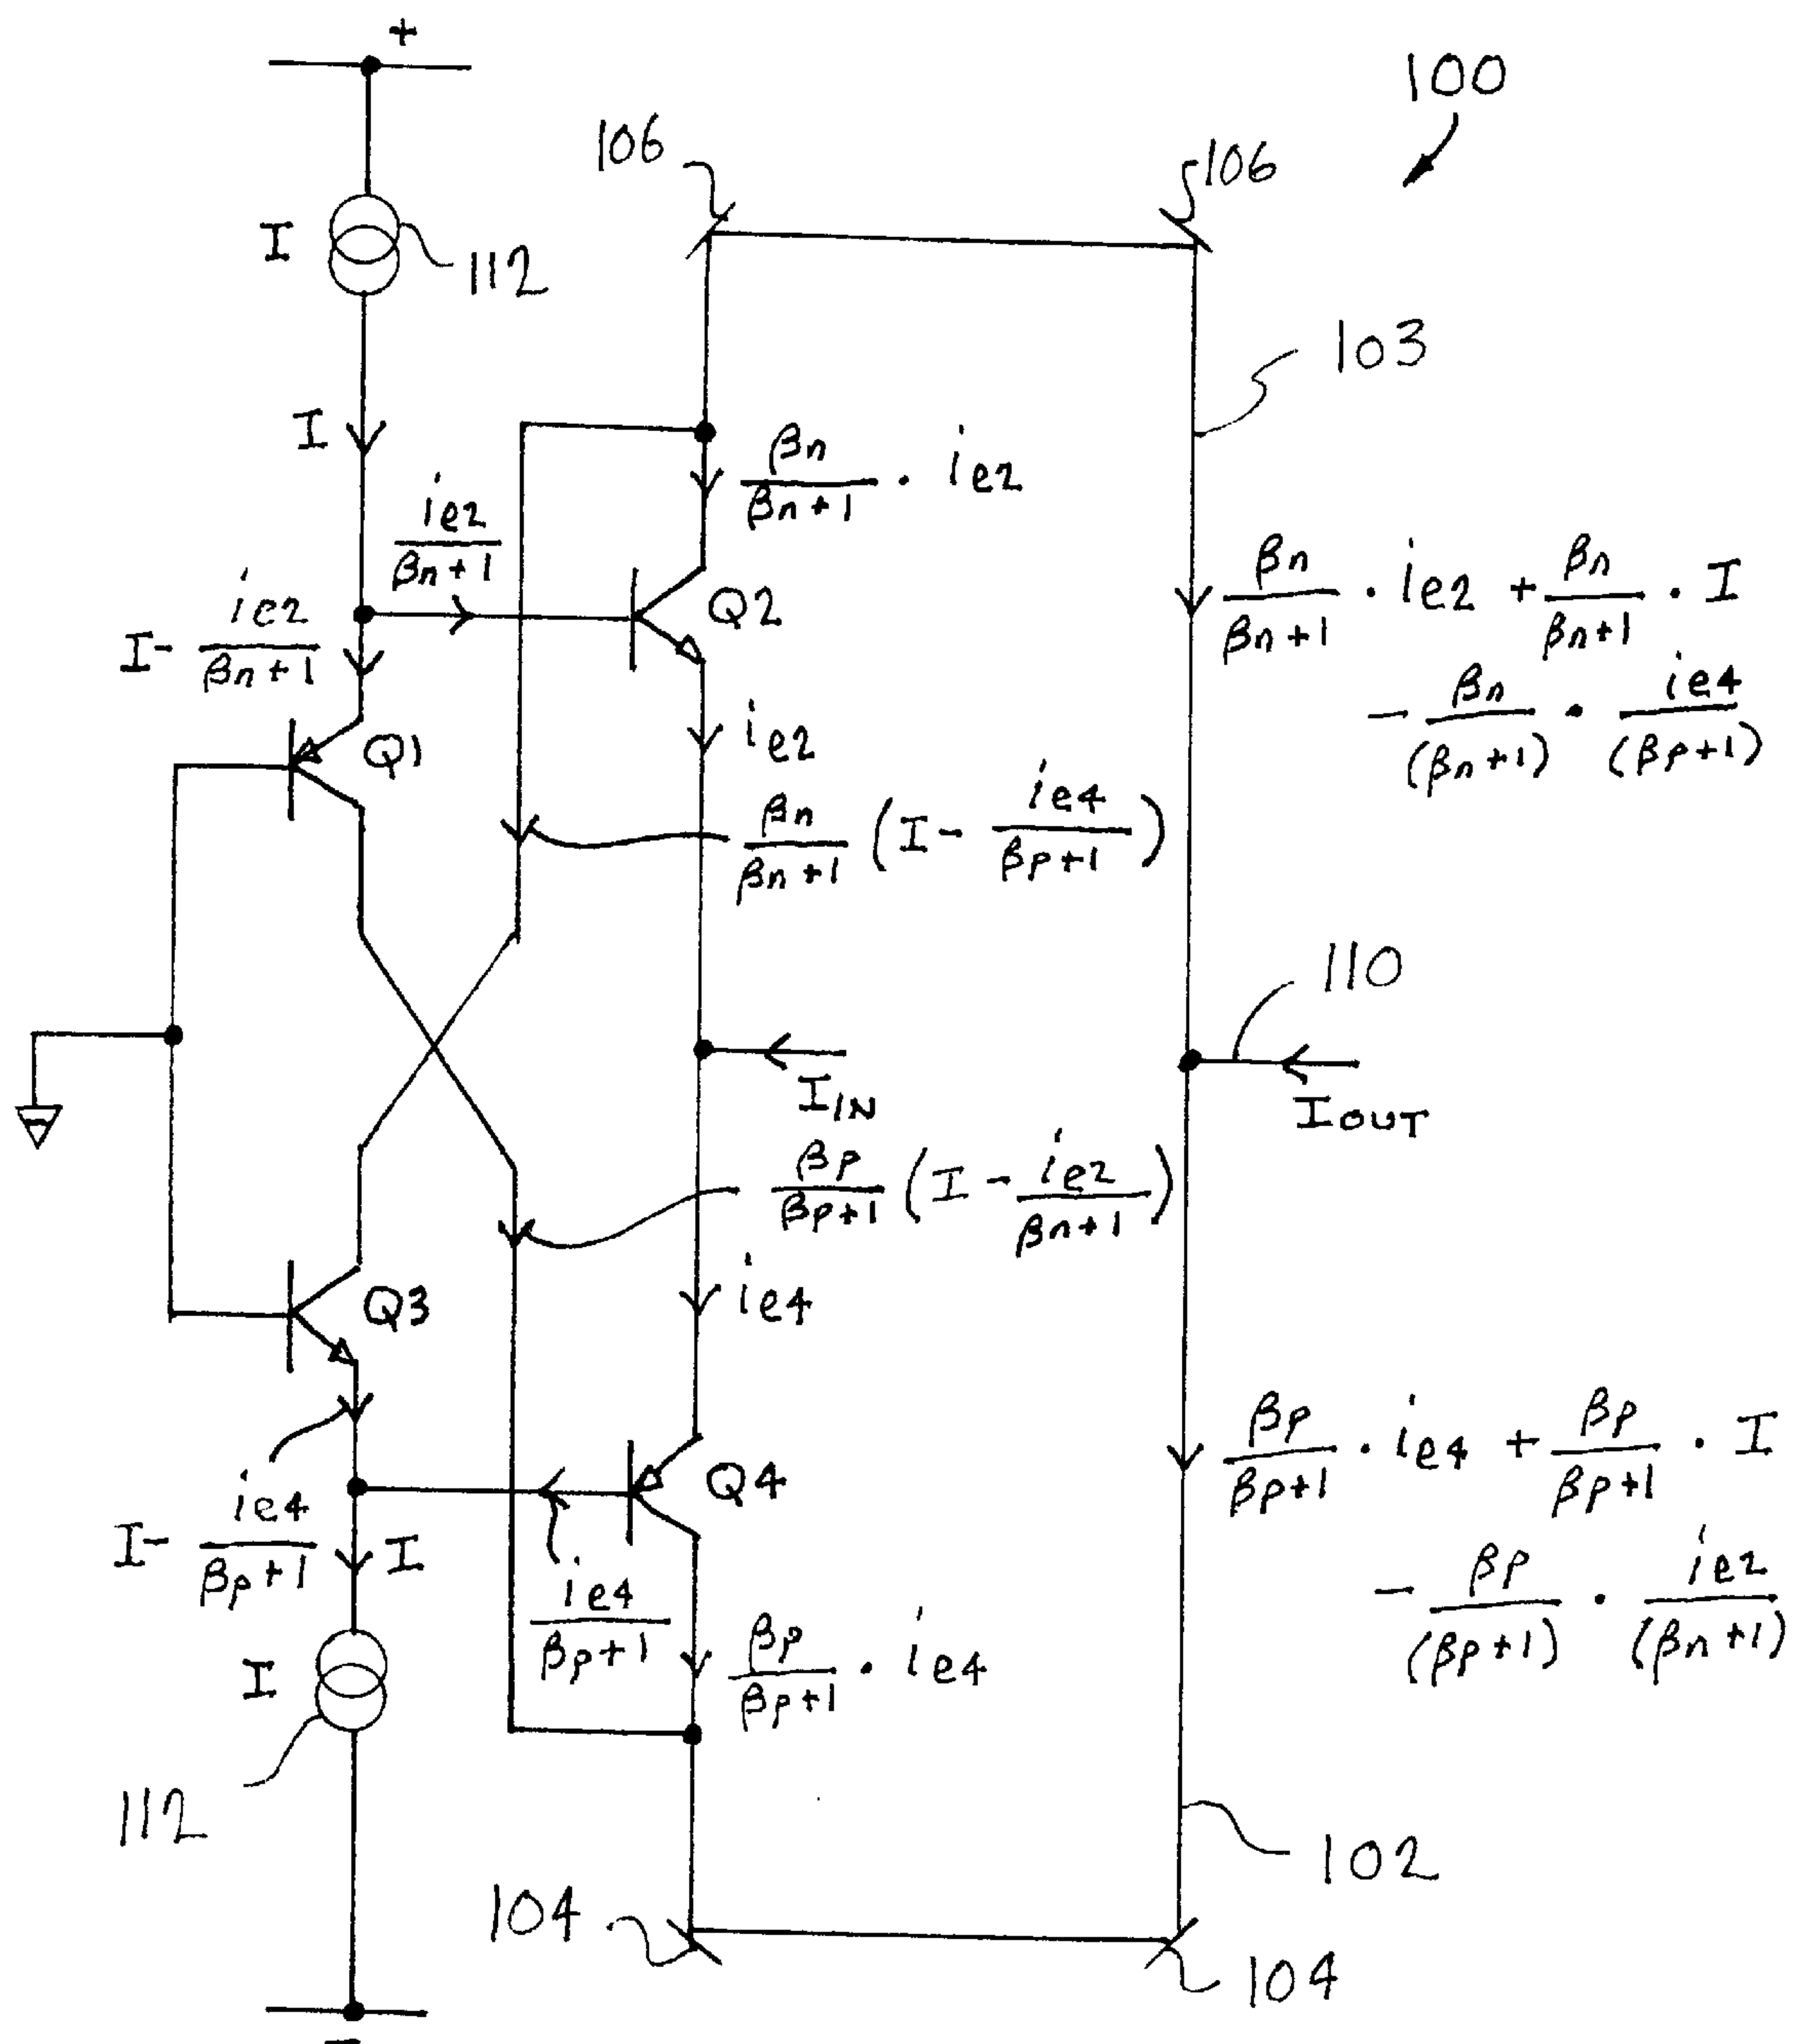 +
100
106
106
I
112
103
I
βn/βn+1 · ie2
ie2/βn+1
βn/βn+1 · ie2 + βn/βn+1 · I
- βn/(βn+1) · ie4/(βp+1)
Q2
I - ie2/βn+1
Q1
ie2
βn/βn+1 (I - ie4/βp+1)
110
IIN
IOUT
βp/βp+1 (I - ie2/βn+1)
Q3
ie4
βp/βp+1 · ie4 + βp/βp+1 · I
- βp/(βp+1) · ie2/(βn+1)
Q4
I - ie4/βp+1
I
ie4/βp+1
βp/βp+1 · ie4
I
112
102
104
104
-